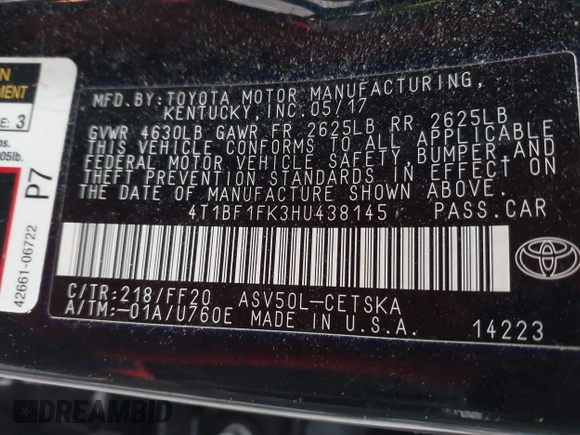 MFD.BY:TOYOTA MOTOR MANUFACTURING,
KENTUCKY,INC.05/17
GVWR 4630LB GAWR FR 2625LB RR 2625LB
THIS VEHICLE CONFORMS TO ALL APPLICABLE
FEDERAL MOTOR VEHICLE SAFETY,BUMPER,AND
THEFT PREVENTION STANDARDS IN EFFECT ON
THE DATE OF MANUFACTURE SHOWN ABOVE.
4T1BF1FK3HU438145 PASS.CAR
C/TR:218/FF20 ASV50L-CETSKA
A/TM:-01A/U760E MADE IN U.S.A.
14223
3
05lb.
P7
42661-06722
DREAMBID